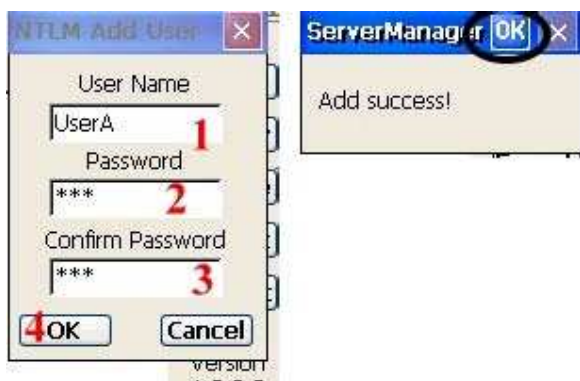 NTLM Add User
User Name
UserA
1
Password
***
2
Confirm Password
***
3
4 OK
Cancel
Version
ServerManager OK
Add success!